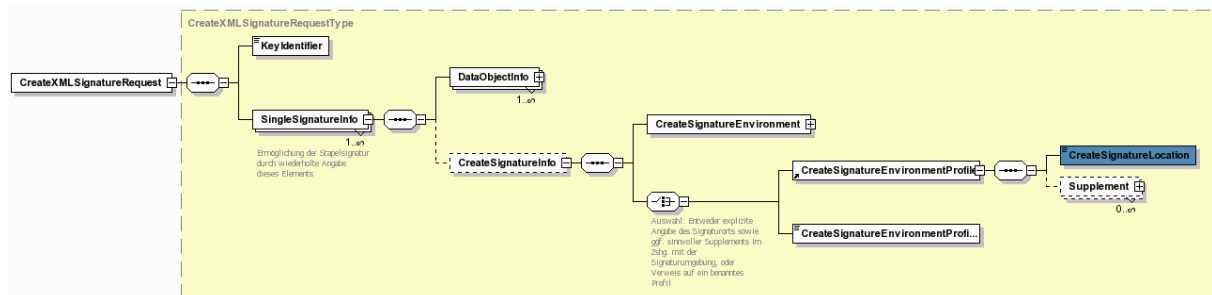 CreateXMLSignatureRequestType
KeyIdentifier
CreateXMLSignatureRequest
DataObjectInfo
1..∞
SingleSignatureInfo
1..∞
Ermöglichung der Stapelsignatur
durch wiederholte Angabe
dieses Elements
CreateSignatureInfo
CreateSignatureEnvironment
CreateSignatureEnvironmentProfile
CreateSignatureLocation
Supplement
0..∞
Auswahl: Entweder explizite
Angabe des Signaturorts sowie
ggf. sinnvoller Supplements im
Zshg. mit der
Signaturumgebung, oder
Verweis auf ein benanntes
Profil
CreateSignatureEnvironmentProfi...